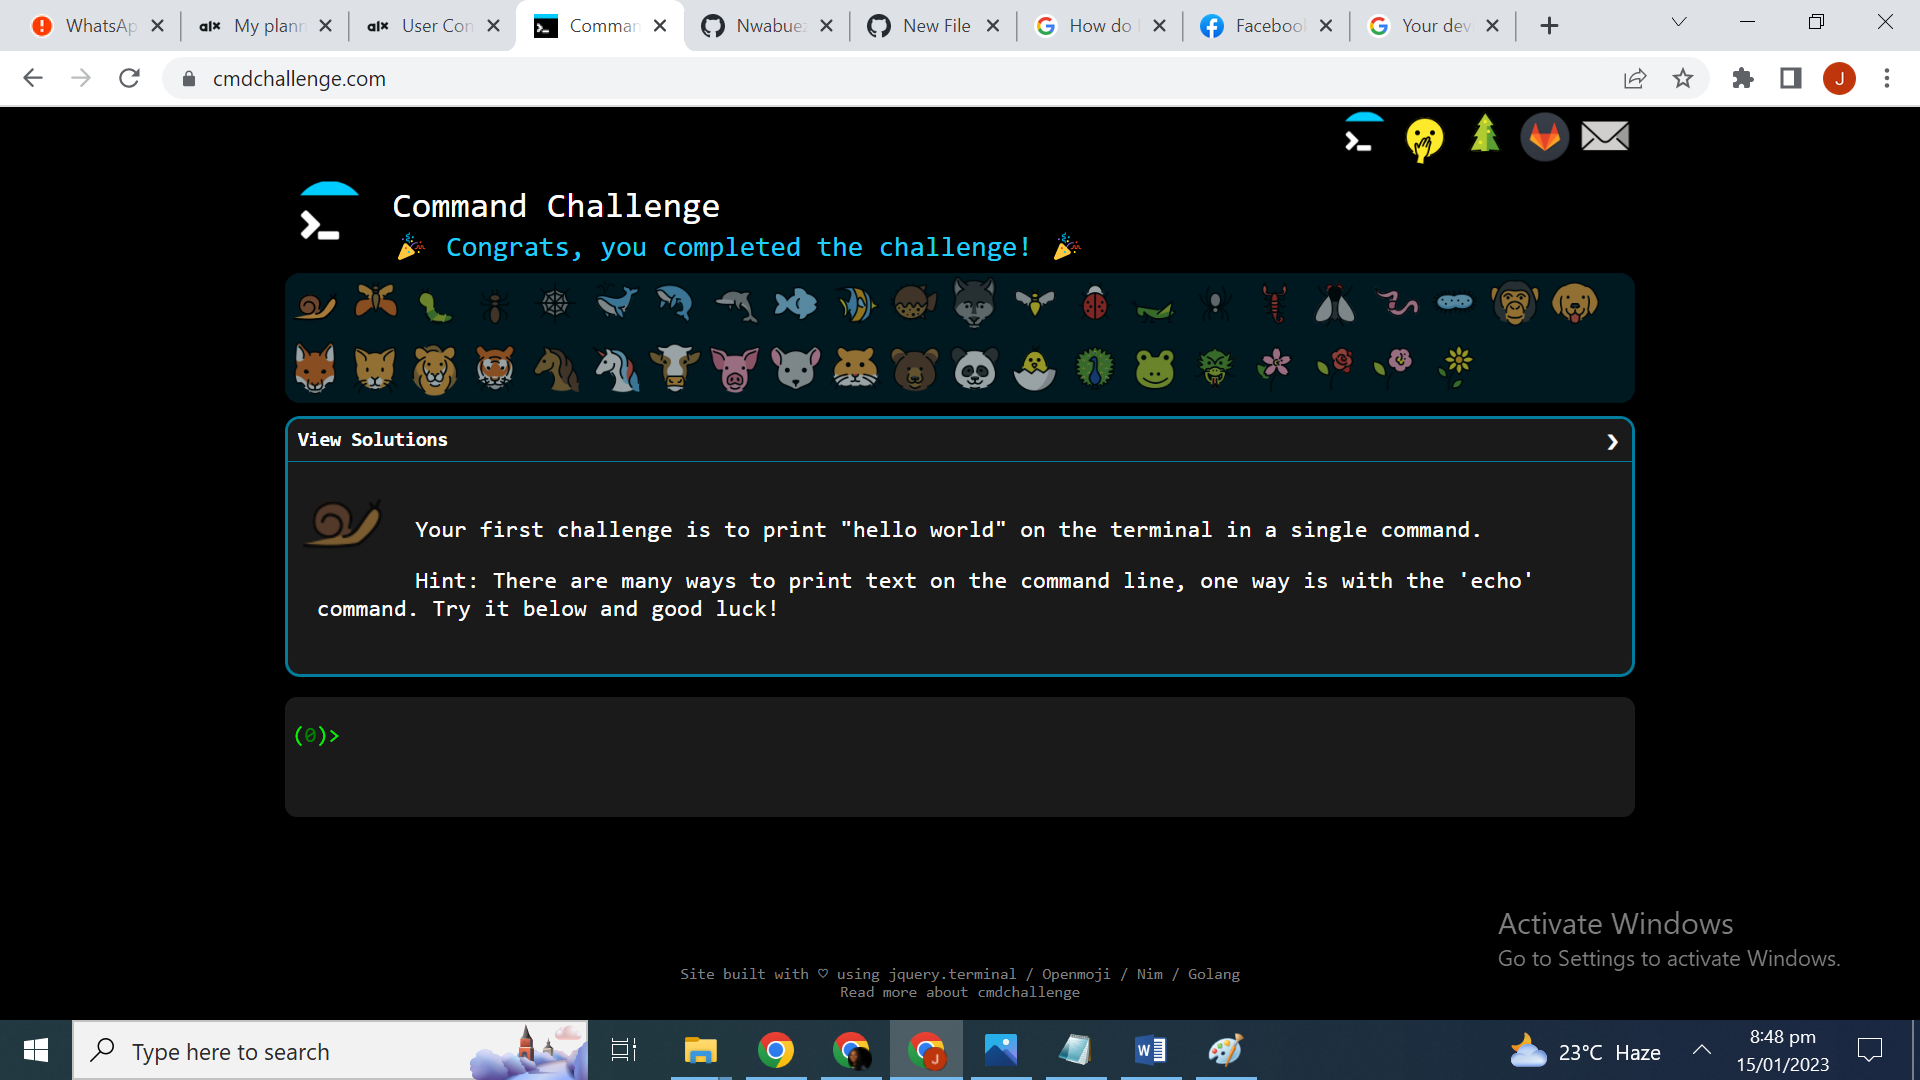 WhatsAp
alx My plann
alx User Con
Comman
Nwabuez
New File
How do
Facebook
Your dev
cmdchallenge.com
J
Command Challenge
Congrats, you completed the challenge!
View Solutions
Your first challenge is to print "hello world" on the terminal in a single command.
Hint: There are many ways to print text on the command line, one way is with the 'echo'
command. Try it below and good luck!
(0)>
Activate Windows
Go to Settings to activate Windows.
Site built with ♡ using jquery.terminal / Openmoji / Nim / Golang
Read more about cmdchallenge
Type here to search
J
W
23°C Haze
8:48 pm
15/01/2023